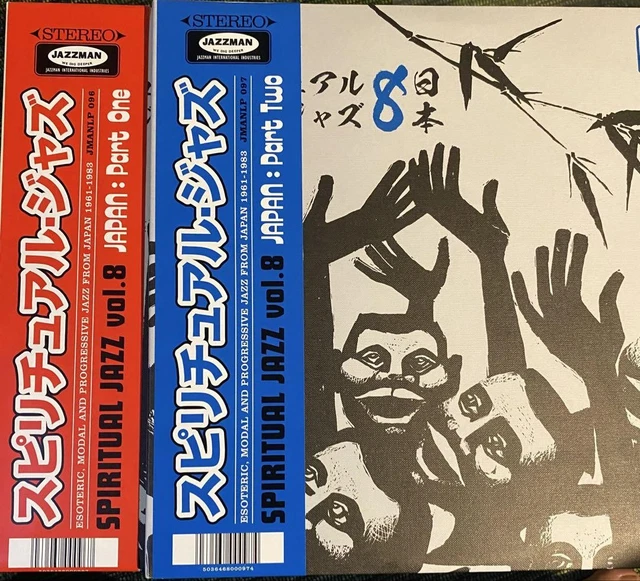 STEREO
JAZZMAN
WE DIG DEEPER
JAZZMAN INTERNATIONAL INDUSTRIES
スピリチュアル・ジャズ
ESOTERIC, MODAL AND PROGRESSIVE JAZZ FROM JAPAN 1961-1983 JMANLP 096
SPIRITUAL JAZZ vol.8 JAPAN : Part One
STEREO
JAZZMAN
WE DIG DEEPER
JAZZMAN INTERNATIONAL INDUSTRIES
スピリチュアル・ジャズ
ESOTERIC, MODAL AND PROGRESSIVE JAZZ FROM JAPAN 1961-1983 JMANLP 097
SPIRITUAL JAZZ vol.8 JAPAN : Part Two
5036468000974
ュアル
ャズ
8
日本